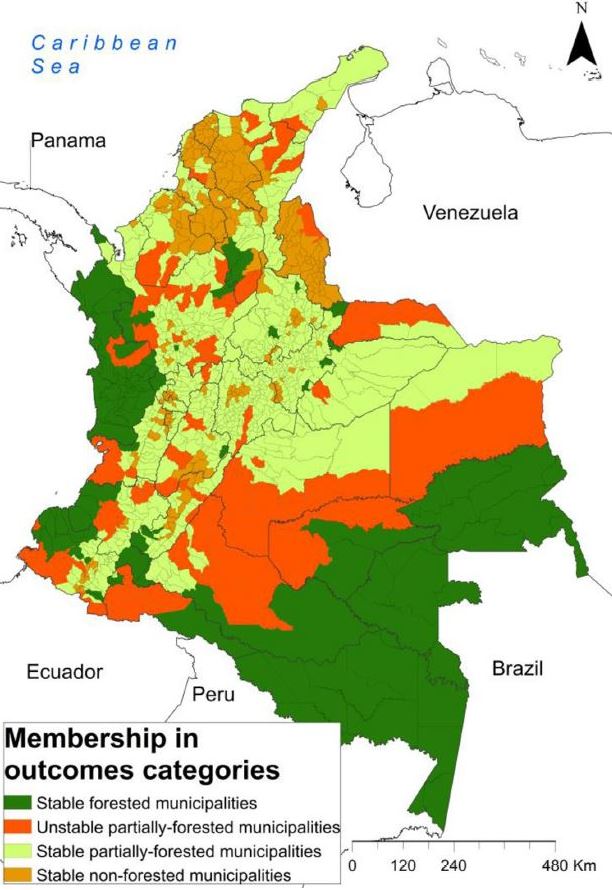 N
Caribbean
Sea
Panama
Venezuela
Ecuador
Peru
Brazil
Membership in
outcomes categories
Stable forested municipalities
Unstable partially-forested municipalities
Stable partially-forested municipalities
Stable non-forested municipalities
0 120 240 480 Km